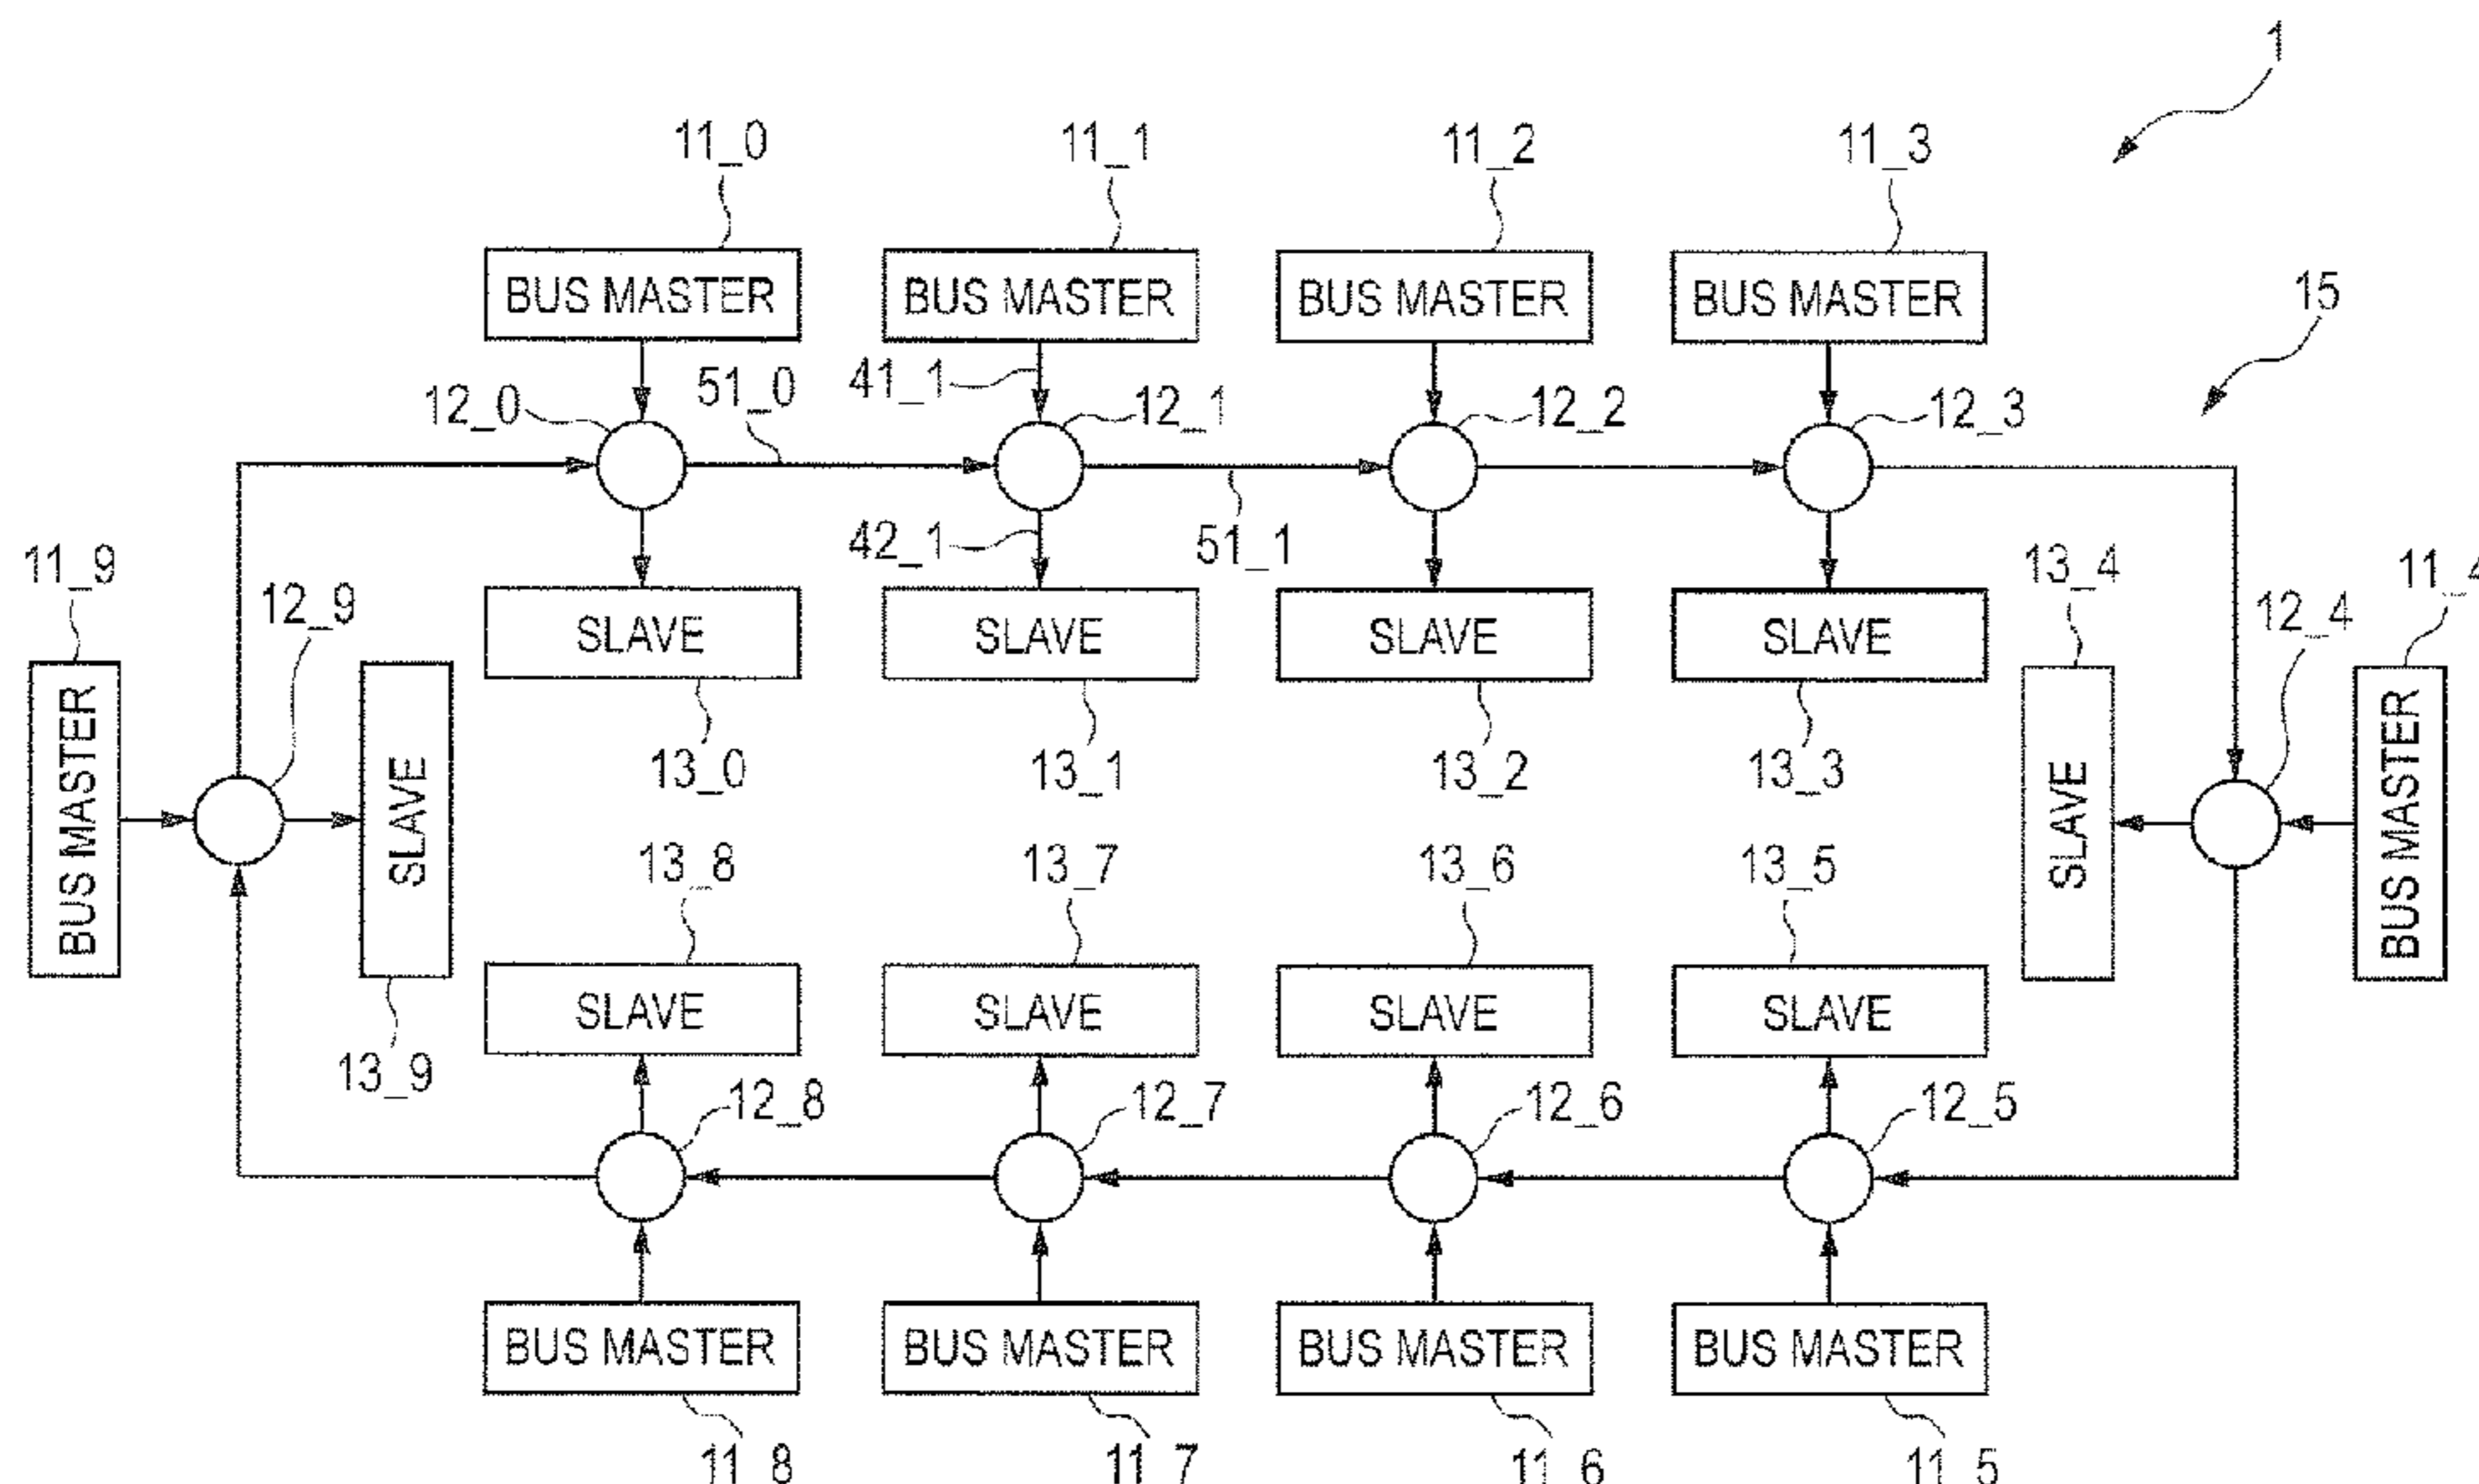 1
11_0
11_1
11_2
11_3
BUS MASTER
BUS MASTER
BUS MASTER
BUS MASTER
15
12_0
51_0
41_1
12_1
12_2
12_3
42_1
51_1
11_9
12_9
SLAVE
SLAVE
SLAVE
SLAVE
13_4
12_4
11_4
BUS MASTER
SLAVE
13_0
13_1
13_2
13_3
SLAVE
BUS MASTER
13_8
13_7
13_6
13_5
SLAVE
SLAVE
SLAVE
SLAVE
13_9
12_8
12_7
12_6
12_5
BUS MASTER
BUS MASTER
BUS MASTER
BUS MASTER
11_8
11_7
11_6
11_5